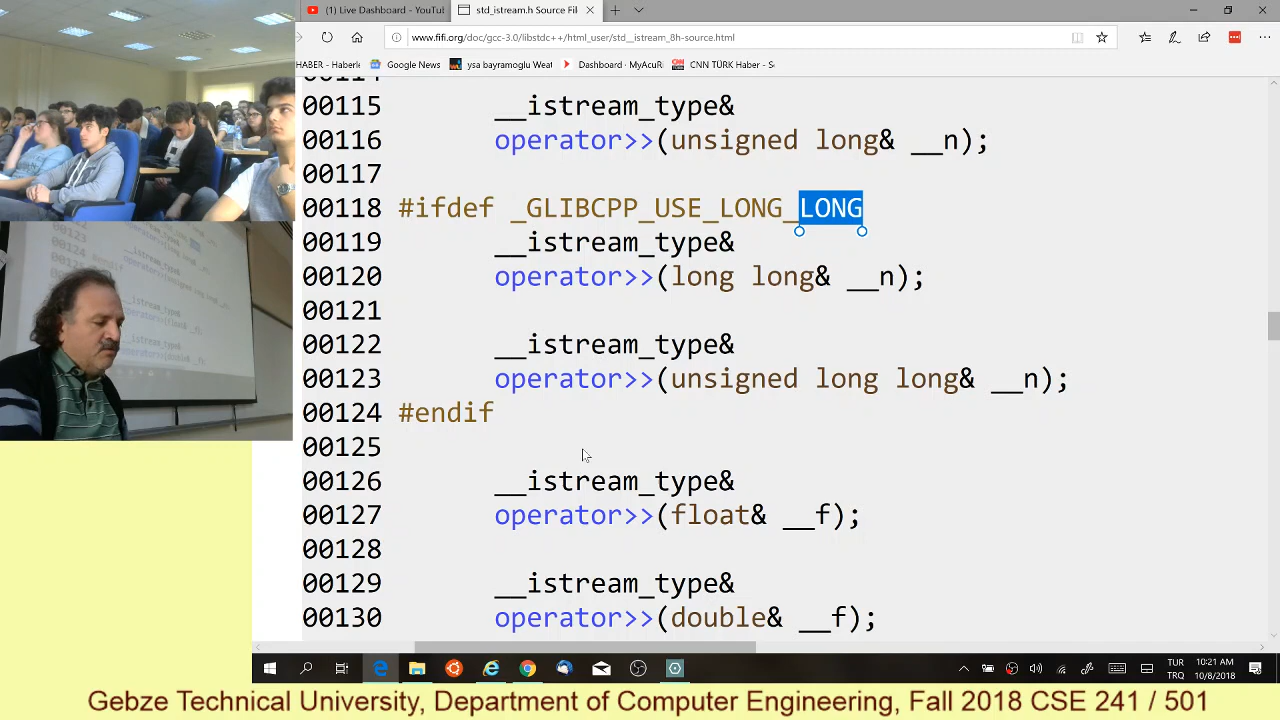 (1) Live Dashboard - YouTu
std_istream.h Source Fil
www.fifi.org/doc/gcc-3.0/libstdc++/html_user/std__istream_8h-source.html
HABER - Haberle
Google News
ysa bayramoglu Weat
Dashboard : MyAcuR
CNN TÜRK Haber - Sc
00115 __istream_type&
00116 operator>>(unsigned long& __n);
00117
00118 #ifdef _GLIBCPP_USE_LONG_LONG
00119 __istream_type&
00120 operator>>(long long& __n);
00121
00122 __istream_type&
00123 operator>>(unsigned long long& __n);
00124 #endif
00125
00126 __istream_type&
00127 operator>>(float& __f);
00128
00129 __istream_type&
00130 operator>>(double& __f);
TUR 10:21 AM
TRQ 10/8/2018
Gebze Technical University, Department of Computer Engineering, Fall 2018 CSE 241 / 501